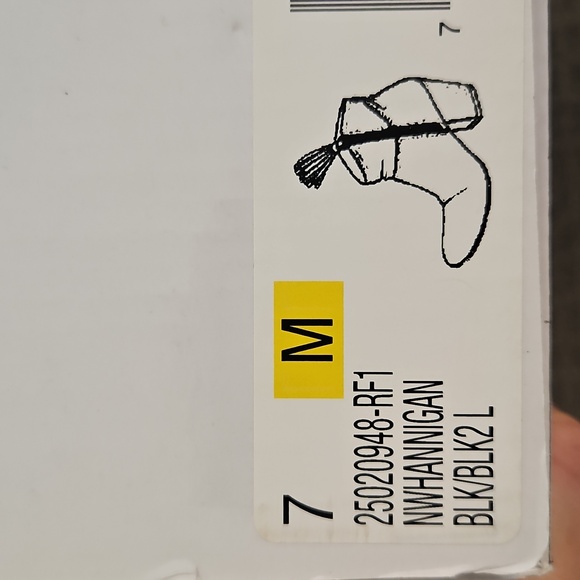 7 M
25020948-RF1
NWHANNIGAN
BLK/BLK2 L
7